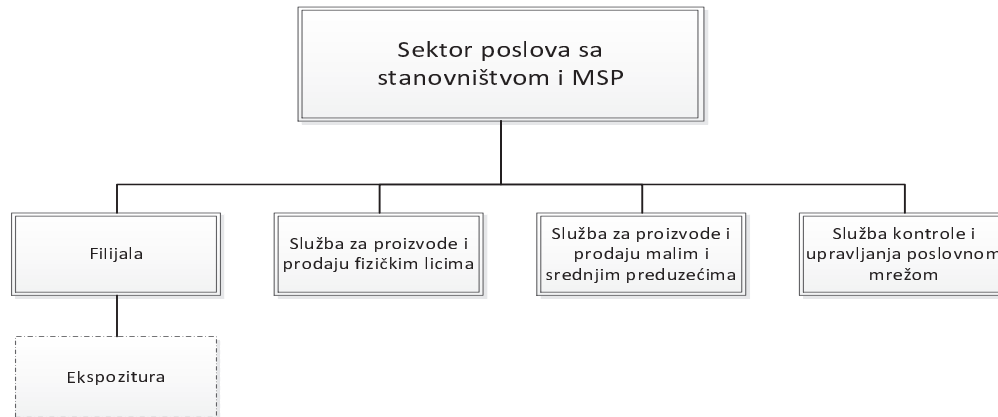 Sektor poslova sa
stanovništvom i MSP
Filijala
Služba za proizvode i
prodaju fizičkim licima
Služba za proizvode i
prodaju malim i
srednjim preduzećima
Služba kontrole i
upravljanja poslovnom
mrežom
Ekspozitura